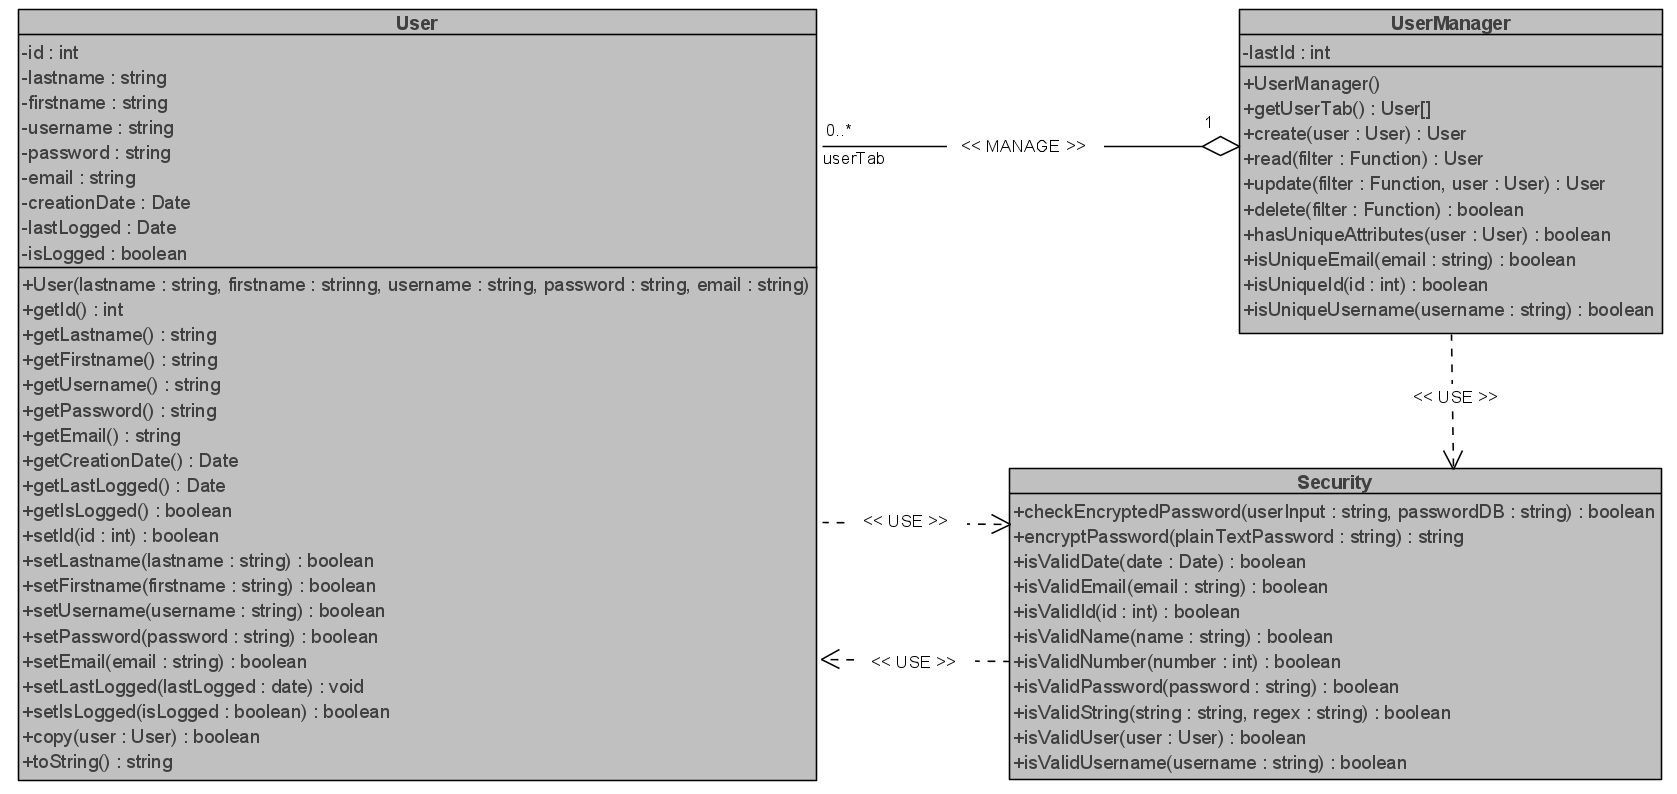 User
-id : int
-lastname : string
-firstname : string
-username : string
-password : string
-email : string
-creationDate : Date
-lastLogged : Date
-isLogged : boolean
+User(lastname : string, firstname : strinng, username : string, password : string, email : string)
+getId() : int
+getLastname() : string
+getFirstname() : string
+getUsername() : string
+getPassword() : string
+getEmail() : string
+getCreationDate() : Date
+getLastLogged() : Date
+getIsLogged() : boolean
+setId(id : int) : boolean
+setLastname(lastname : string) : boolean
+setFirstname(firstname : string) : boolean
+setUsername(username : string) : boolean
+setPassword(password : string) : boolean
+setEmail(email : string) : boolean
+setLastLogged(lastLogged : date) : void
+setIsLogged(isLogged : boolean) : boolean
+copy(user : User) : boolean
+toString() : string
0..*
userTab
<< MANAGE >>
1
UserManager
-lastId : int
+UserManager()
+getUserTab() : User[]
+create(user : User) : User
+read(filter : Function) : User
+update(filter : Function, user : User) : User
+delete(filter : Function) : boolean
+hasUniqueAttributes(user : User) : boolean
+isUniqueEmail(email : string) : boolean
+isUniqueId(id : int) : boolean
+isUniqueUsername(username : string) : boolean
<< USE >>
<< USE >>
<< USE >>
Security
+checkEncryptedPassword(userInput : string, passwordDB : string) : boolean
+encryptPassword(plainTextPassword : string) : string
+isValidDate(date : Date) : boolean
+isValidEmail(email : string) : boolean
+isValidId(id : int) : boolean
+isValidName(name : string) : boolean
+isValidNumber(number : int) : boolean
+isValidPassword(password : string) : boolean
+isValidString(string : string, regex : string) : boolean
+isValidUser(user : User) : boolean
+isValidUsername(username : string) : boolean